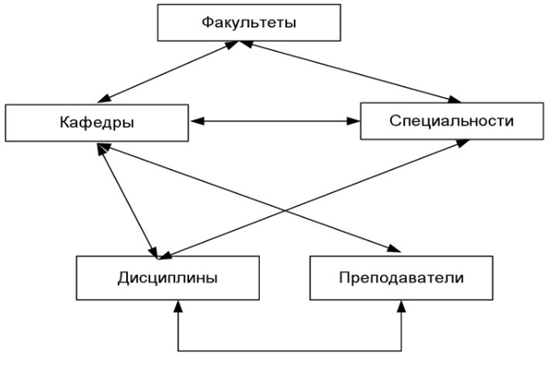 Факультеты
Кафедры
Специальности
Дисциплины
Преподаватели